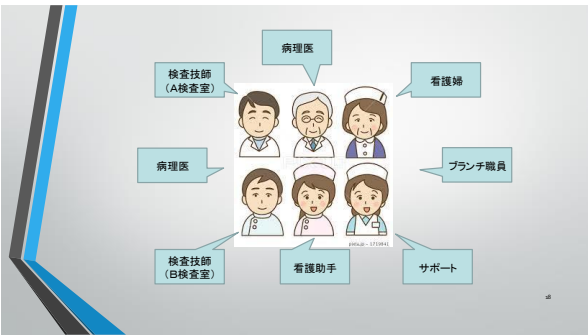 病理医
検査技師
（A検査室）
看護婦
病理医
ブランチ職員
検査技師
（B検査室）
看護助手
サポート